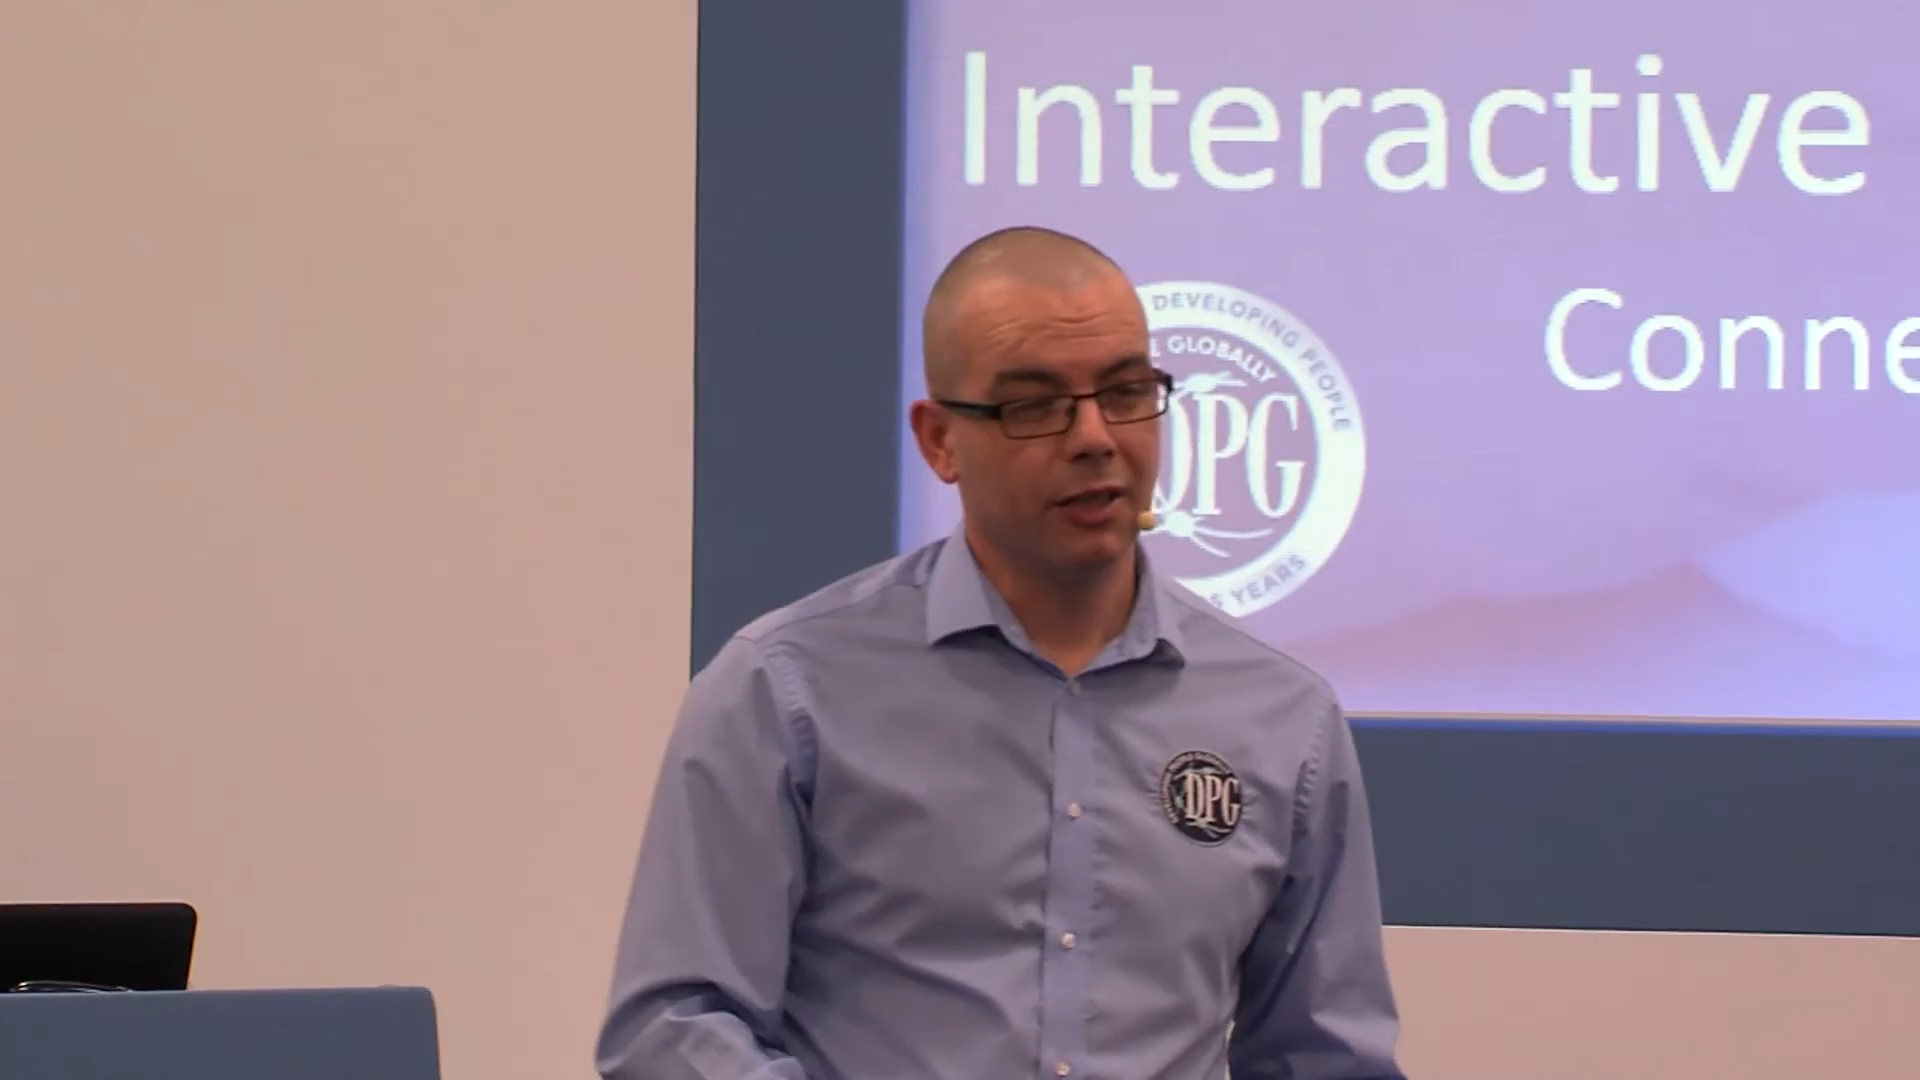 Interactive
Conne
DEVELOPING PEOPLE
GLOBALLY
DPG
YEARS
DPG